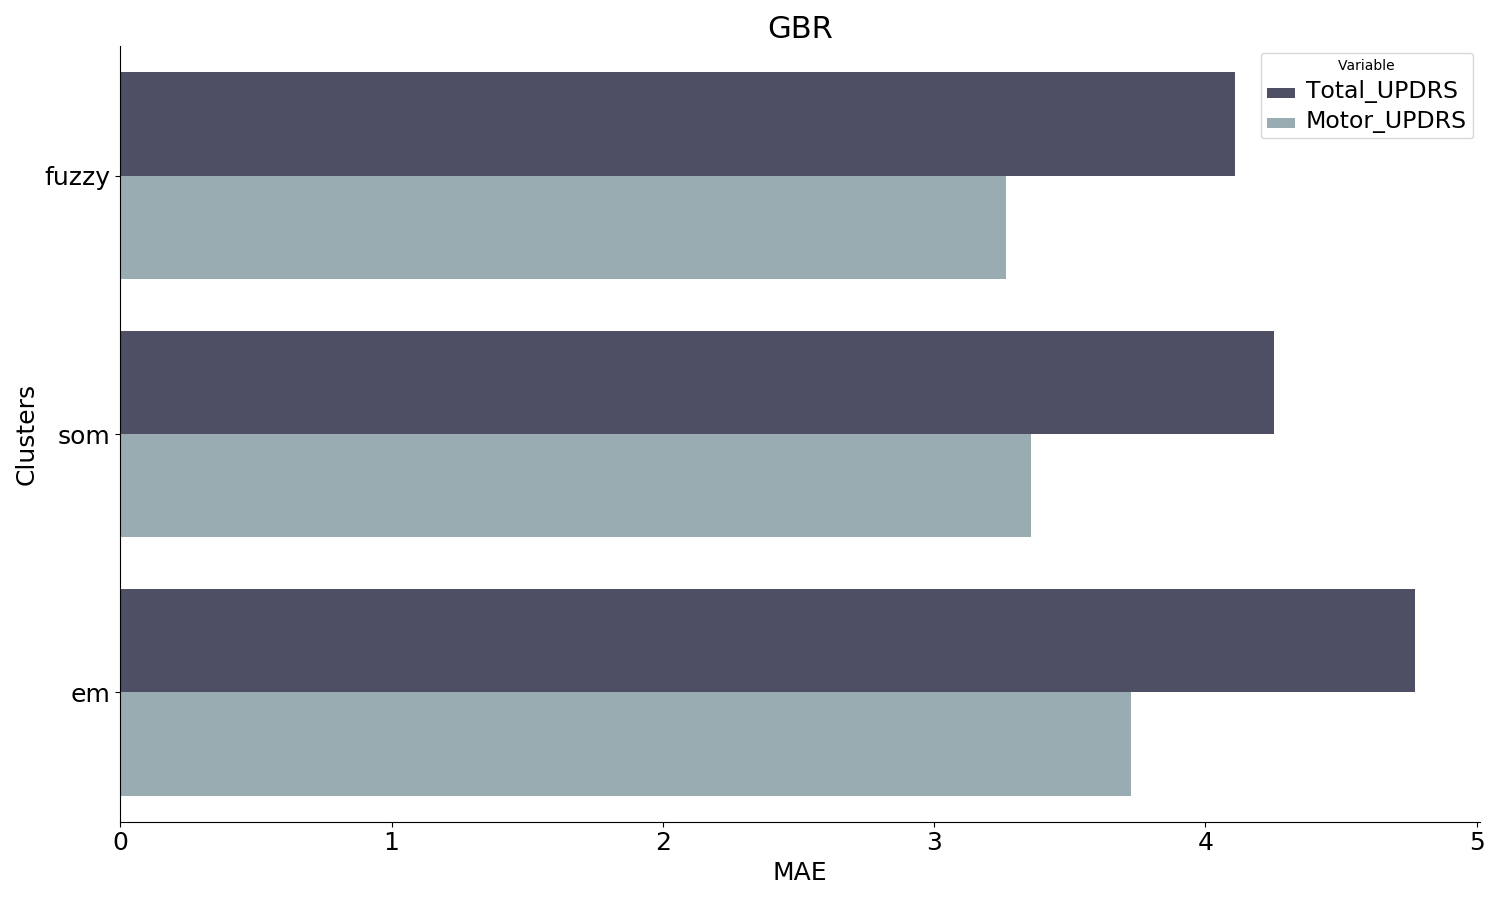 GBR
Variable
Total_UPDRS
Motor_UPDRS
fuzzy
som
em
Clusters
0 1 2 3 4 5
MAE